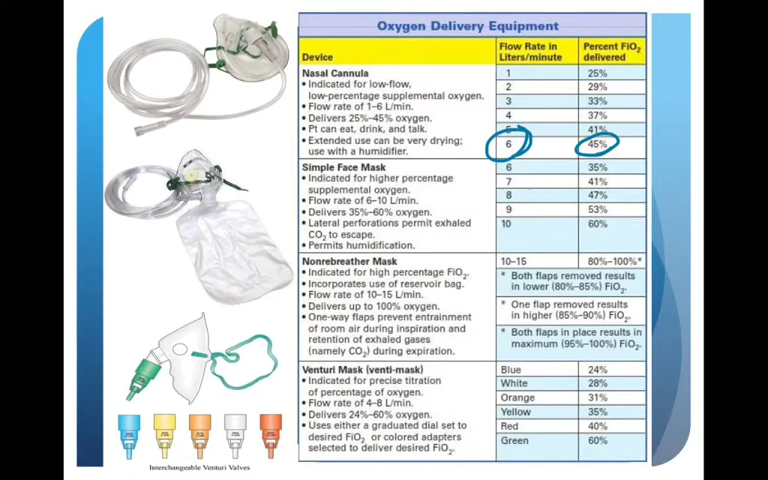 Oxygen Delivery Equipment
Device
Flow Rate in
Liters/minute
Percent FiO₂
delivered
Nasal Cannula
• Indicated for low-flow,
low-percentage supplemental oxygen.
• Flow rate of 1–6 L/min.
• Delivers 25%–45% oxygen.
• Pt can eat, drink, and talk.
• Extended use can be very drying;
use with a humidifier.
1 25%
2 29%
3 33%
4 37%
5 41%
6 45%
Simple Face Mask
• Indicated for higher percentage
supplemental oxygen.
• Flow rate of 6–10 L/min.
• Delivers 35%–60% oxygen.
• Lateral perforations permit exhaled
CO₂ to escape.
• Permits humidification.
6 35%
7 41%
8 47%
9 53%
10 60%
Nonrebreather Mask
• Indicated for high percentage FiO₂.
• Incorporates use of reservoir bag.
• Flow rate of 10–15 L/min.
• Delivers up to 100% oxygen.
• One-way flaps prevent entrainment
of room air during inspiration and
retention of exhaled gases
(namely CO₂) during expiration.
10–15 80%–100%*
* Both flaps removed results
in lower (80%–85%) FiO₂.
* One flap removed results
in higher (85%–90%) FiO₂.
* Both flaps in place results in
maximum (95%–100%) FiO₂.
Venturi Mask (venti-mask)
• Indicated for precise titration
of percentage of oxygen.
• Flow rate of 4–8 L/min.
• Delivers 24%–60% oxygen.
• Uses either a graduated dial set to
desired FiO₂ or colored adapters
selected to deliver desired FiO₂.
Blue 24%
White 28%
Orange 31%
Yellow 35%
Red 40%
Green 60%
Interchangeable Venturi Valves